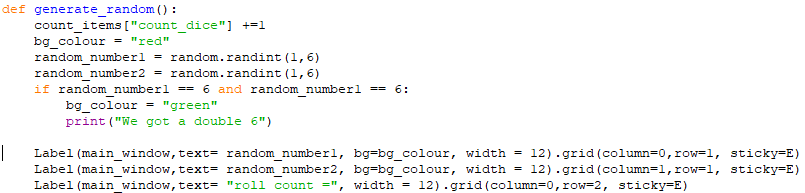 def generate_random():
    count_items["count_dice"] +=1
    bg_colour = "red"
    random_number1 = random.randint(1,6)
    random_number2 = random.randint(1,6)
    if random_number1 == 6 and random_number1 == 6:
        bg_colour = "green"
        print("We got a double 6")
    Label(main_window,text= random_number1, bg=bg_colour, width = 12).grid(column=0,row=1, sticky=E)
    Label(main_window,text= random_number2, bg=bg_colour, width = 12).grid(column=1,row=1, sticky=E)
    Label(main_window,text= "roll count =", width = 12).grid(column=0,row=2, sticky=E)